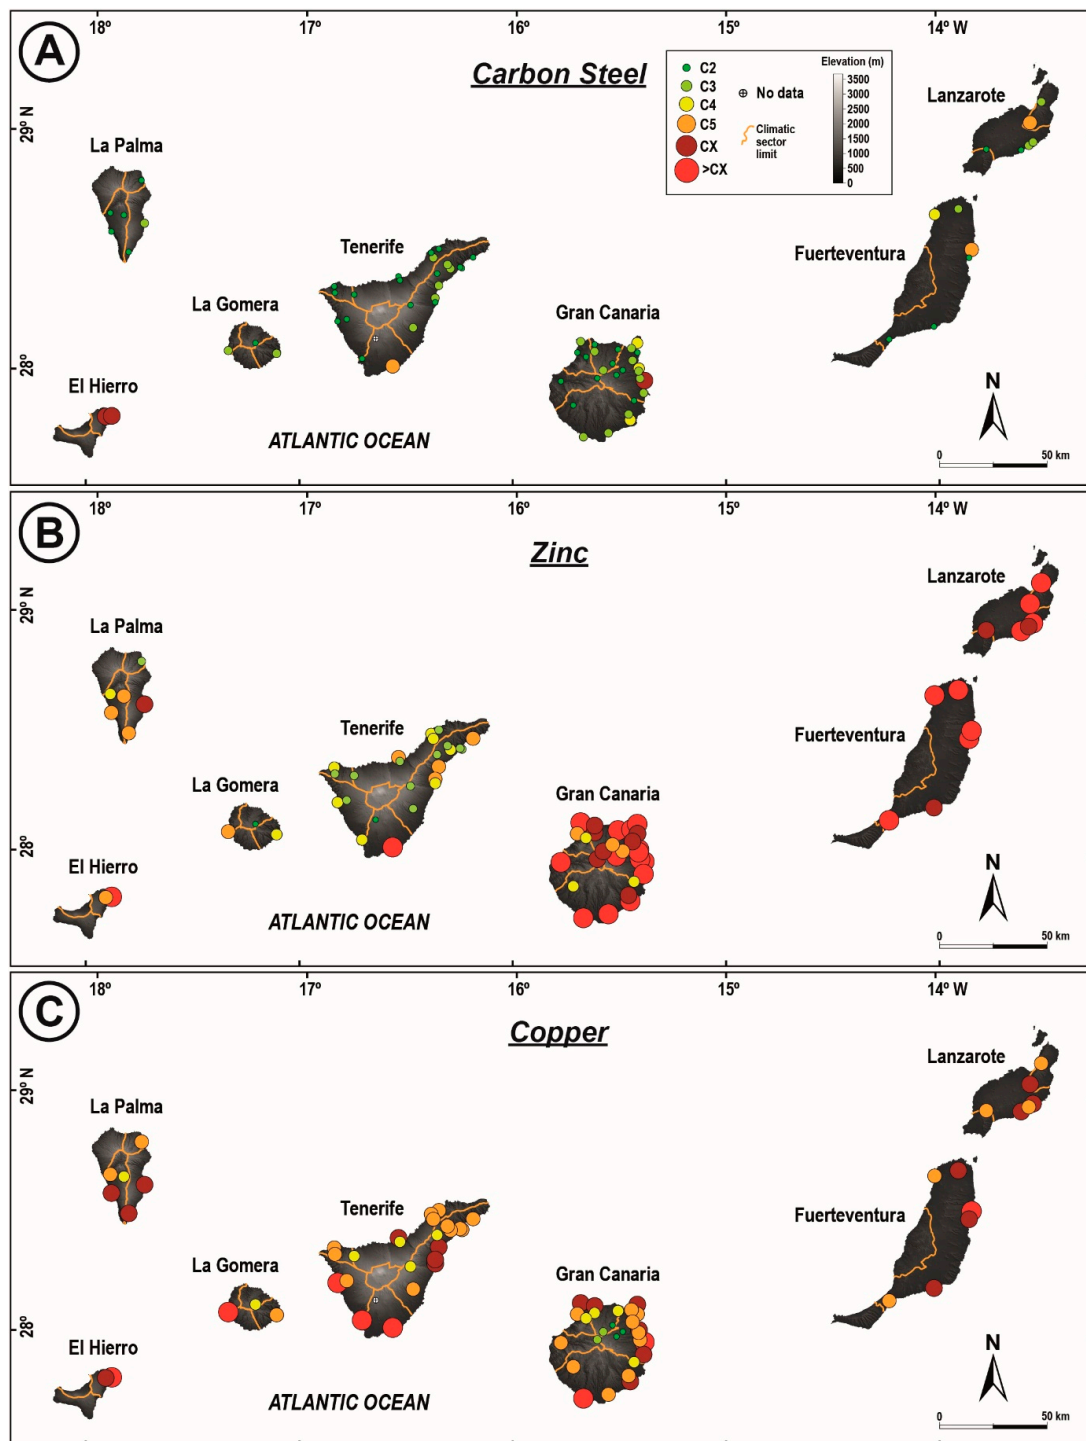 A
18º
17º
16º
15º
14º W
29º N
28º
Carbon Steel
C2
C3
C4
C5
CX
>CX
No data
Climatic
sector
limit
Elevation (m)
3500
3000
2500
2000
1500
1000
500
0
La Palma
Tenerife
La Gomera
El Hierro
Gran Canaria
Lanzarote
Fuerteventura
ATLANTIC OCEAN
N
0 50 km
B
18º
17º
16º
15º
14º W
29º N
28º
Zinc
La Palma
Tenerife
La Gomera
El Hierro
Gran Canaria
Lanzarote
Fuerteventura
ATLANTIC OCEAN
N
0 50 km
C
18º
17º
16º
15º
14º W
29º N
28º
Copper
La Palma
Tenerife
La Gomera
El Hierro
Gran Canaria
Lanzarote
Fuerteventura
ATLANTIC OCEAN
N
0 50 km